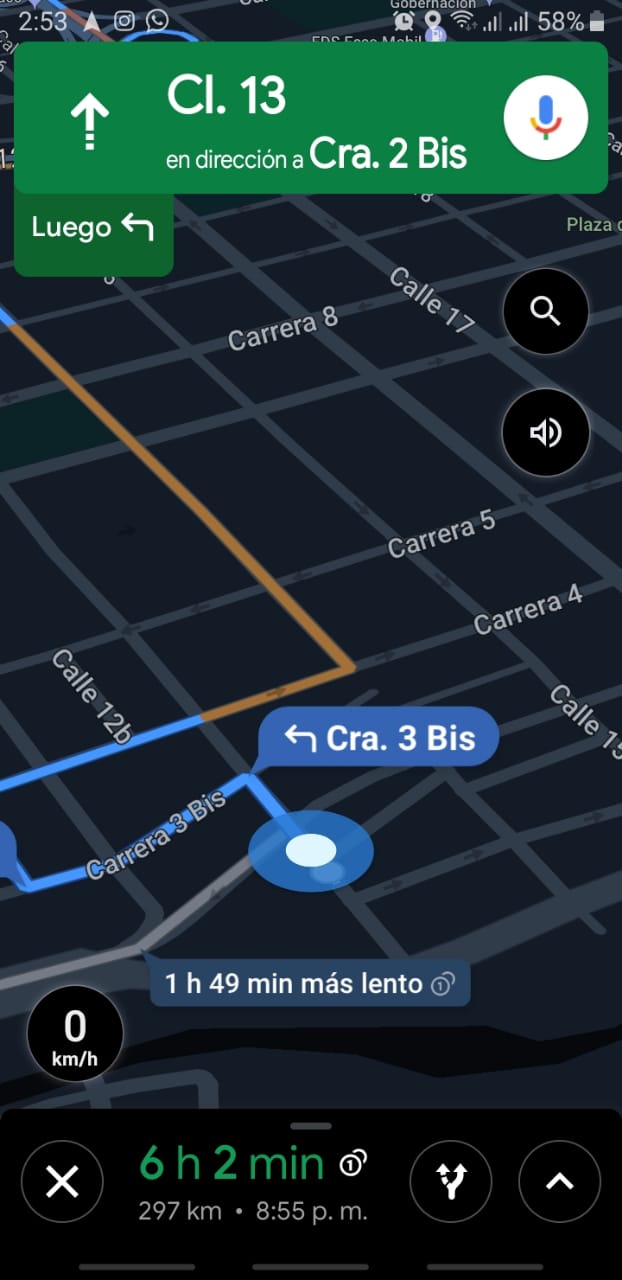 2:53
58%
Gobernación
Cl. 13
en dirección a Cra. 2 Bis
Luego
Plaza
Calle 17
Carrera 8
Carrera 5
Carrera 4
Calle 12b
Calle 15
Cra. 3 Bis
Carrera 3 Bis
1 h 49 min más lento
0
km/h
6 h 2 min
297 km • 8:55 p. m.